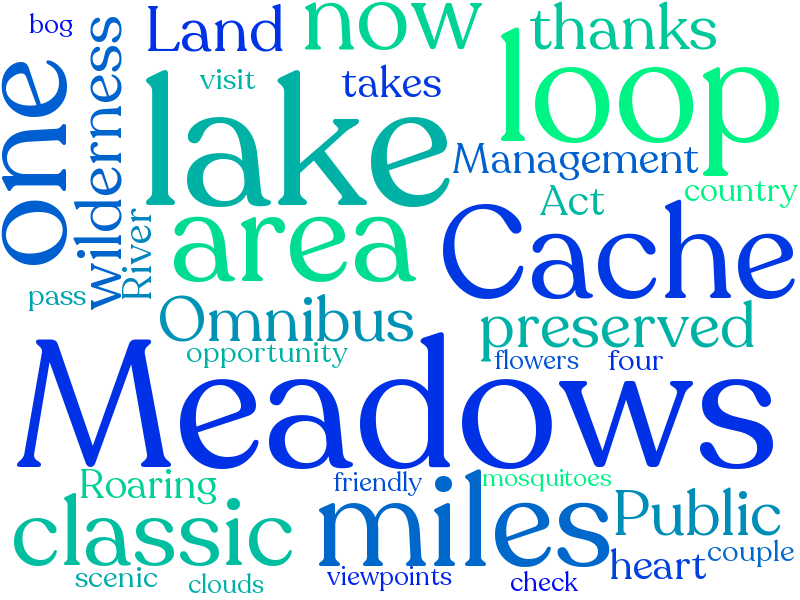 bog
Land
now
thanks
one
wilderness
visit
takes
loop
lake
Management
Act
country
River
area
Cache
pass
Omnibus
preserved
opportunity
flowers
four
Meadows
Roaring
friendly
mosquitoes
classic
miles
Public
scenic
clouds
viewpoints
check
heart
couple